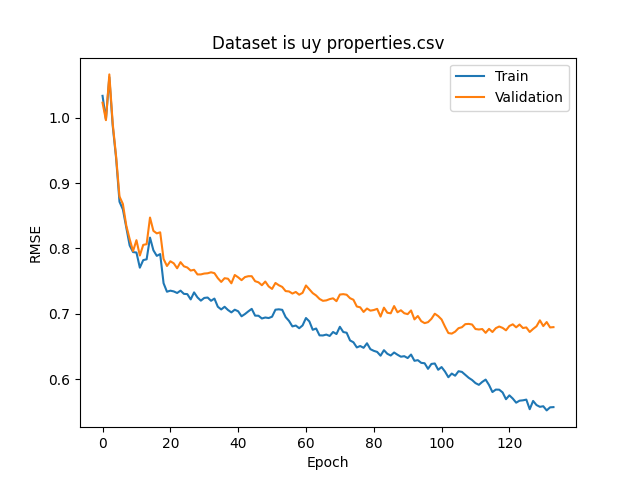 Dataset is uy properties.csv
Train
Validation
RMSE
1.0
0.9
0.8
0.7
0.6
0 20 40 60 80 100 120
Epoch